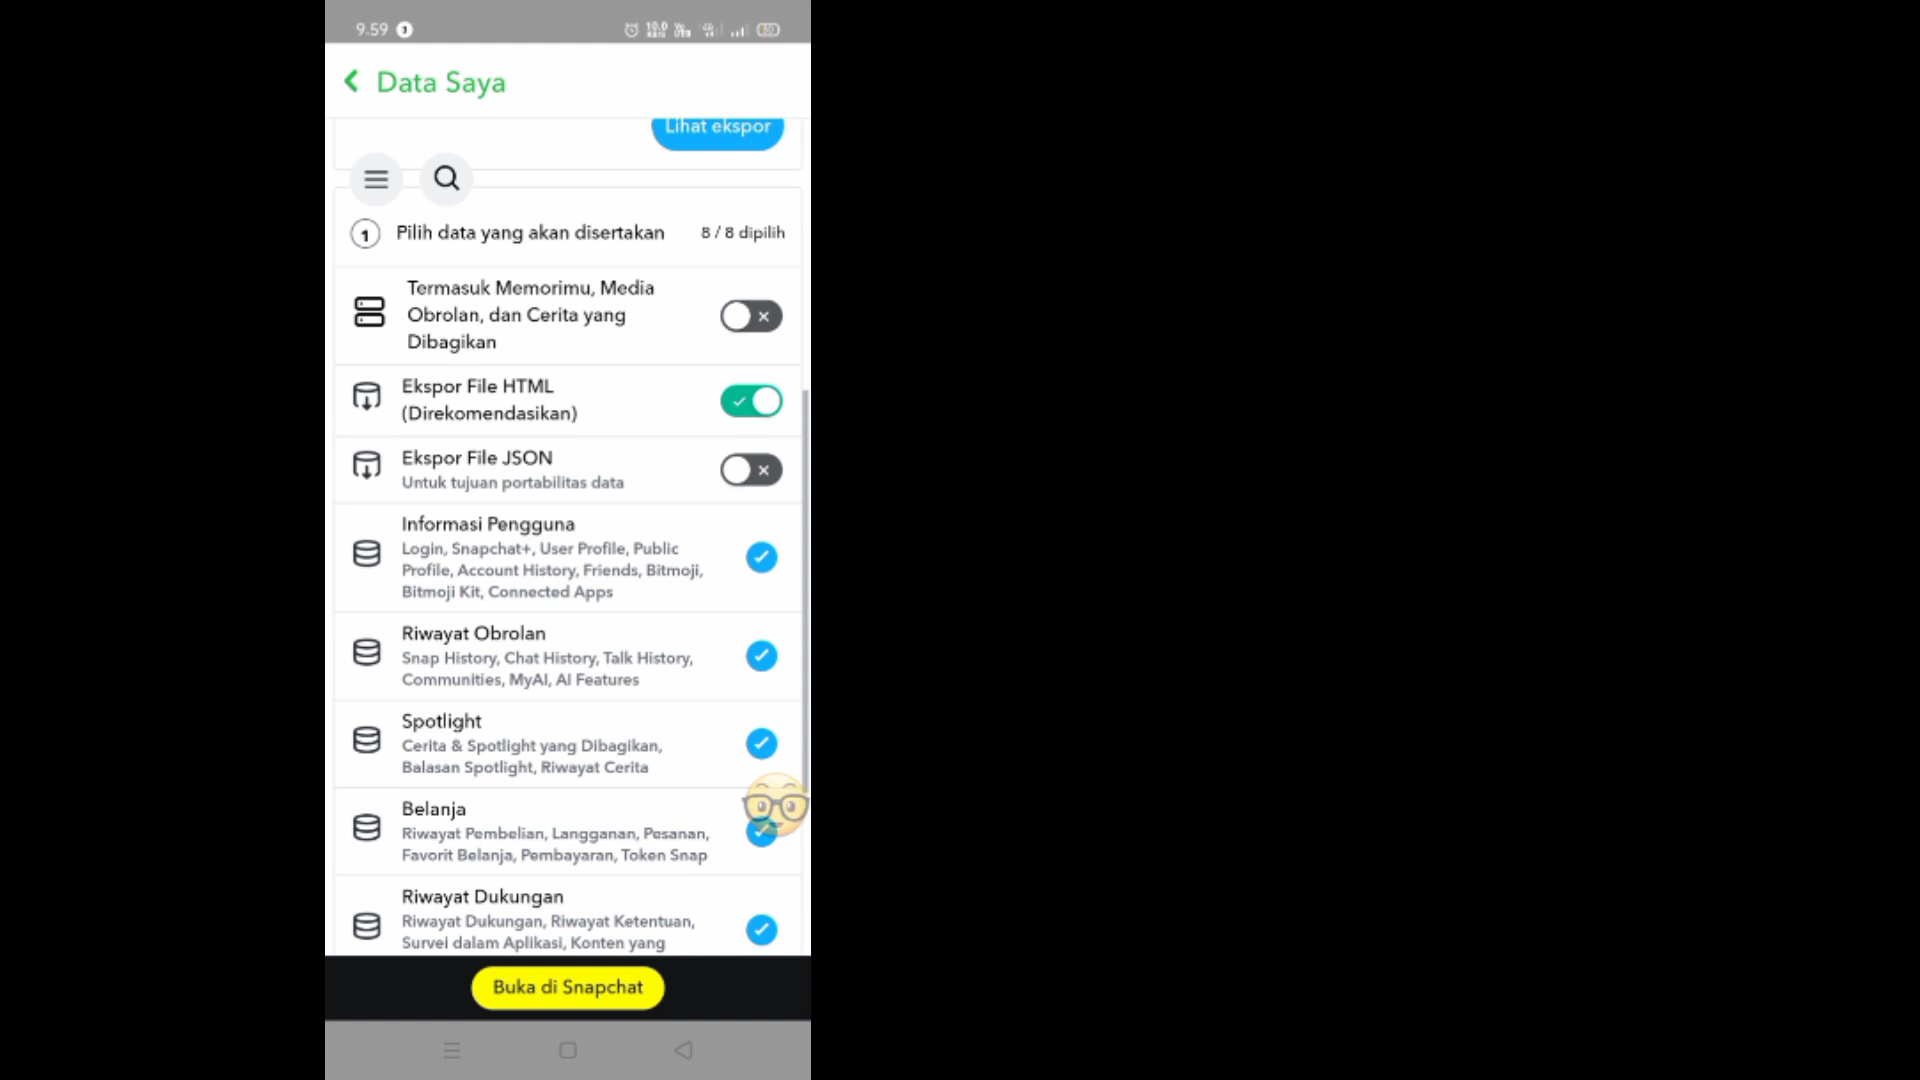 9.59
Data Saya
Lihat ekspor
1 Pilih data yang akan disertakan 8 / 8 dipilih
Termasuk Memorimu, Media
Obrolan, dan Cerita yang
Dibagikan
Ekspor File HTML
(Direkomendasikan)
Ekspor File JSON
Untuk tujuan portabilitas data
Informasi Pengguna
Login, Snapchat+, User Profile, Public
Profile, Account History, Friends, Bitmoji,
Bitmoji Kit, Connected Apps
Riwayat Obrolan
Snap History, Chat History, Talk History,
Communities, MyAI, AI Features
Spotlight
Cerita & Spotlight yang Dibagikan,
Balasan Spotlight, Riwayat Cerita
Belanja
Riwayat Pembelian, Langganan, Pesanan,
Favorit Belanja, Pembayaran, Token Snap
Riwayat Dukungan
Riwayat Dukungan, Riwayat Ketentuan,
Survei dalam Aplikasi, Konten yang
Buka di Snapchat